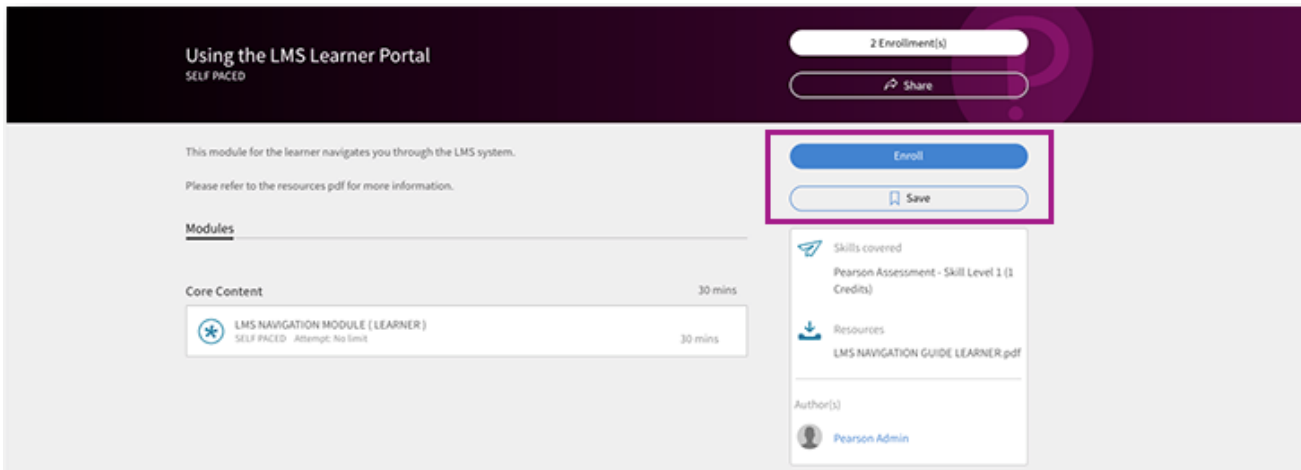 Using the LMS Learner Portal
SELF PACED
2 Enrollment(s)
Share
This module for the learner navigates you through the LMS system.
Please refer to the resources pdf for more information.
Modules
Core Content
30 mins
LMS NAVIGATION MODULE ( LEARNER )
SELF PACED Attempt: No limit
30 mins
Enroll
Save
Skills covered
Pearson Assessment - Skill Level 1 (1
Credits)
Resources
LMS NAVIGATION GUIDE LEARNER.pdf
Author(s)
Pearson Admin